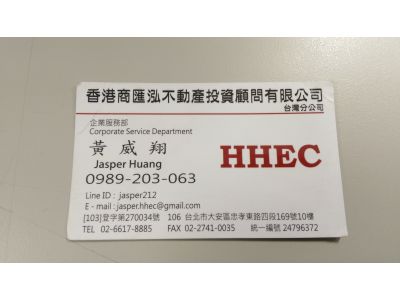 香港商匯泓不動產投資顧問有限公司
台灣分公司
企業服務部
Corporate Service Department
黃 威 翔
Jasper Huang
HHEC
0989-203-063
Line ID : jasper212
E - mail : jasper.hhec@gmail.com
[103]登字第270034號 106 台北市大安區忠孝東路四段169號10樓
TEL 02-6617-8885 FAX 02-2741-0035 統一編號 24796372